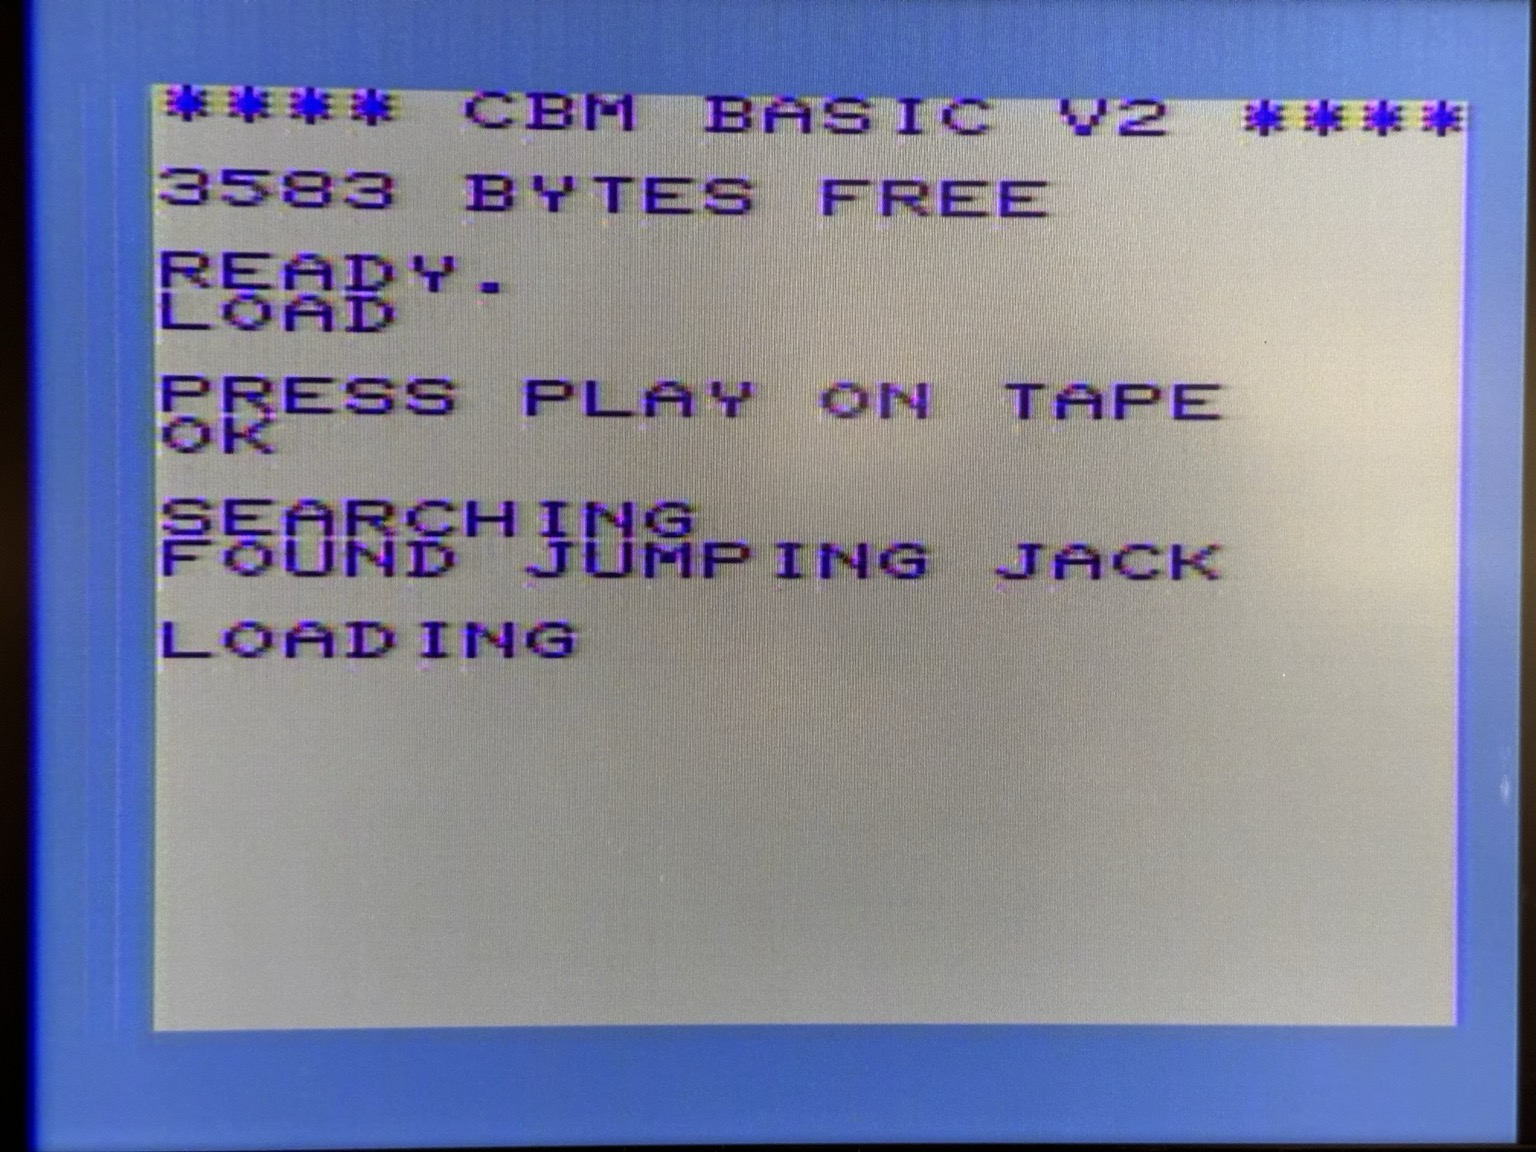 **** CBM BASIC V2 ****
3583 BYTES FREE
READY.
LOAD
PRESS PLAY ON TAPE
OK
SEARCHING
FOUND JUMPING JACK
LOADING